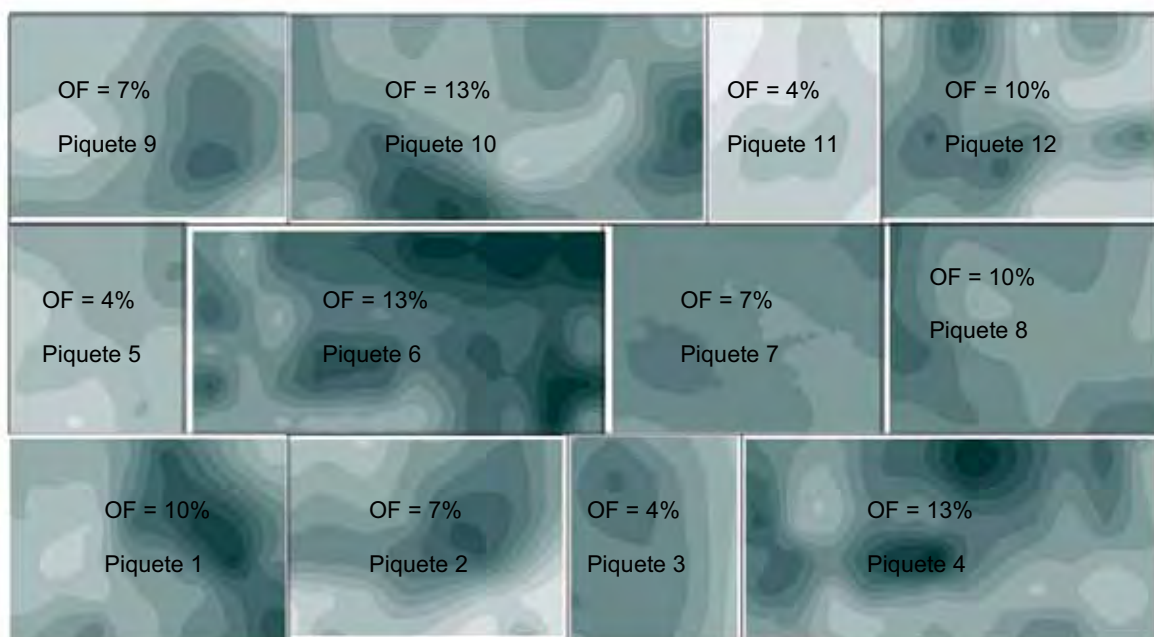 OF = 7%
Piquete 9
OF = 13%
Piquete 10
OF = 4%
Piquete 11
OF = 10%
Piquete 12
OF = 4%
Piquete 5
OF = 13%
Piquete 6
OF = 7%
Piquete 7
OF = 10%
Piquete 8
OF = 10%
Piquete 1
OF = 7%
Piquete 2
OF = 4%
Piquete 3
OF = 13%
Piquete 4